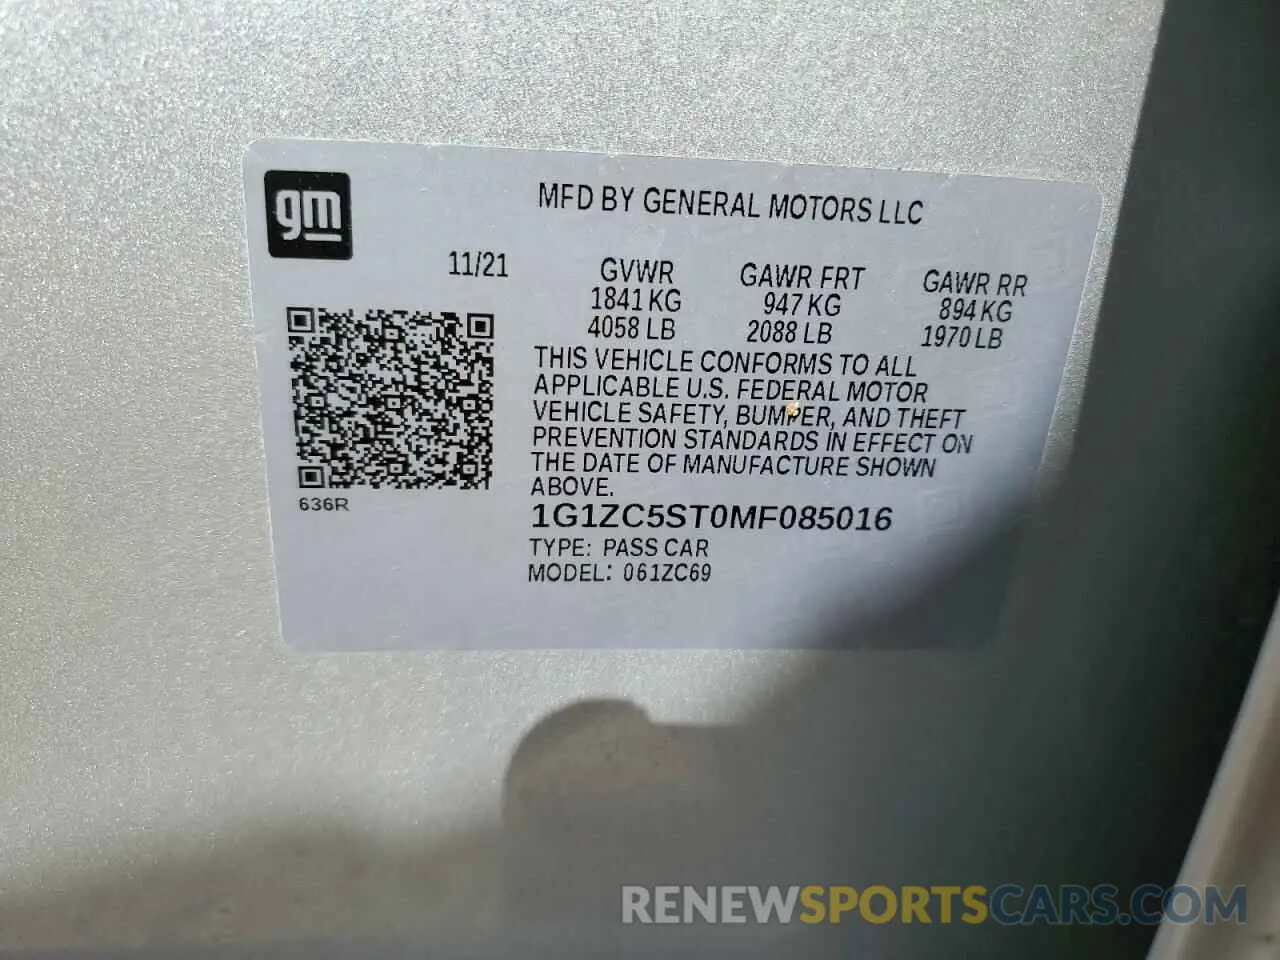 gm
MFD BY GENERAL MOTORS LLC
11/21
GVWR GAWR FRT GAWR RR
1841 KG 947 KG 894 KG
4058 LB 2088 LB 1970 LB
THIS VEHICLE CONFORMS TO ALL
APPLICABLE U.S. FEDERAL MOTOR
VEHICLE SAFETY, BUMPER, AND THEFT
PREVENTION STANDARDS IN EFFECT ON
THE DATE OF MANUFACTURE SHOWN
ABOVE.
636R
1G1ZC5ST0MF085016
TYPE: PASS CAR
MODEL: 061ZC69
RENEWSPORTSCARS.COM